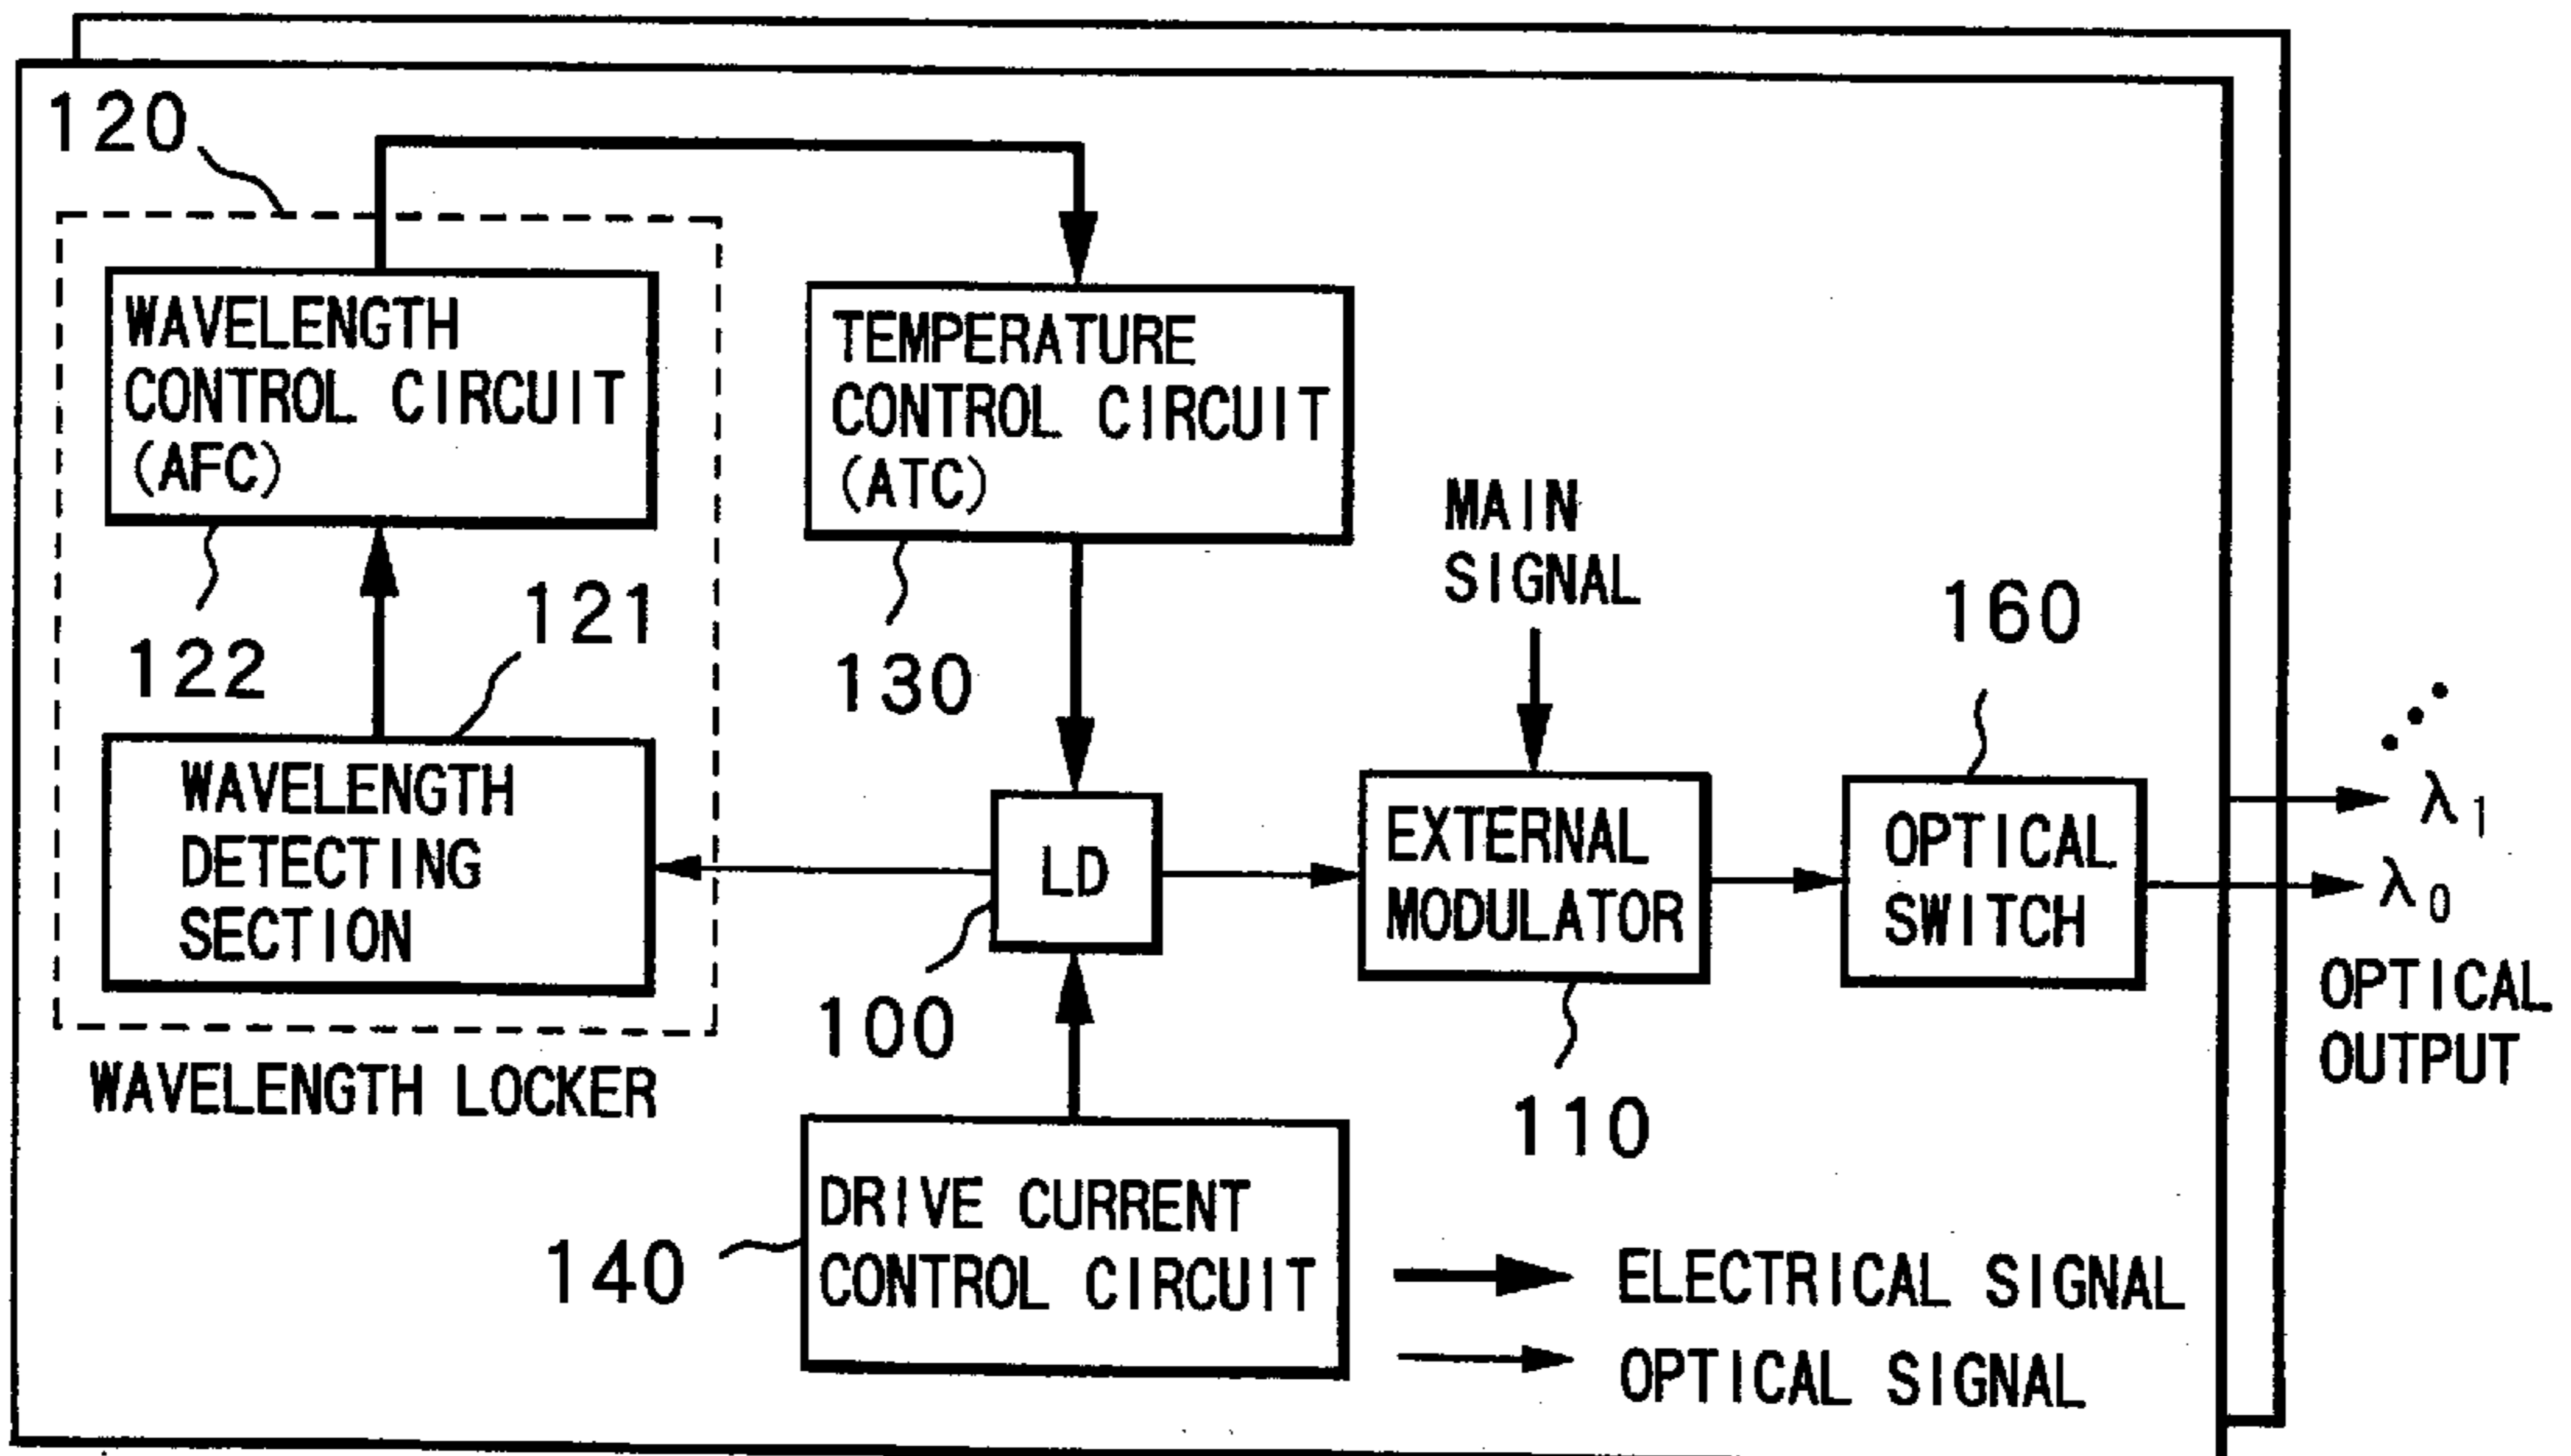 120
WAVELENGTH
CONTROL CIRCUIT
(AFC)
TEMPERATURE
CONTROL CIRCUIT
(ATC)
MAIN
SIGNAL
122
121
130
160
WAVELENGTH
DETECTING
SECTION
LD
EXTERNAL
MODULATOR
OPTICAL
SWITCH
λ1
λ0
OPTICAL
OUTPUT
100
110
WAVELENGTH LOCKER
140
DRIVE CURRENT
CONTROL CIRCUIT
ELECTRICAL SIGNAL
OPTICAL SIGNAL